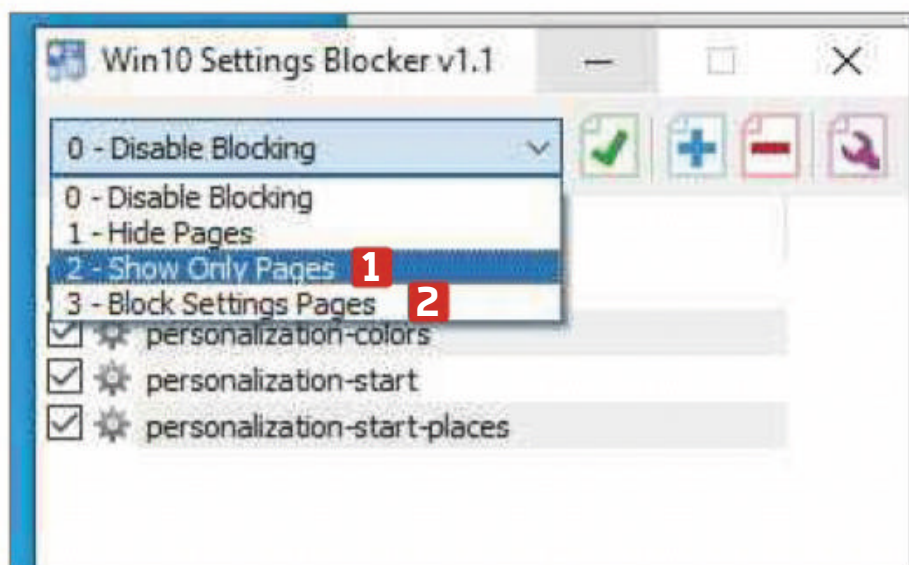 Win10 Settings Blocker v1.1
0 - Disable Blocking
0 - Disable Blocking
1 - Hide Pages
2 - Show Only Pages 1
3 - Block Settings Pages 2
personalization-colors
personalization-start
personalization-start-places